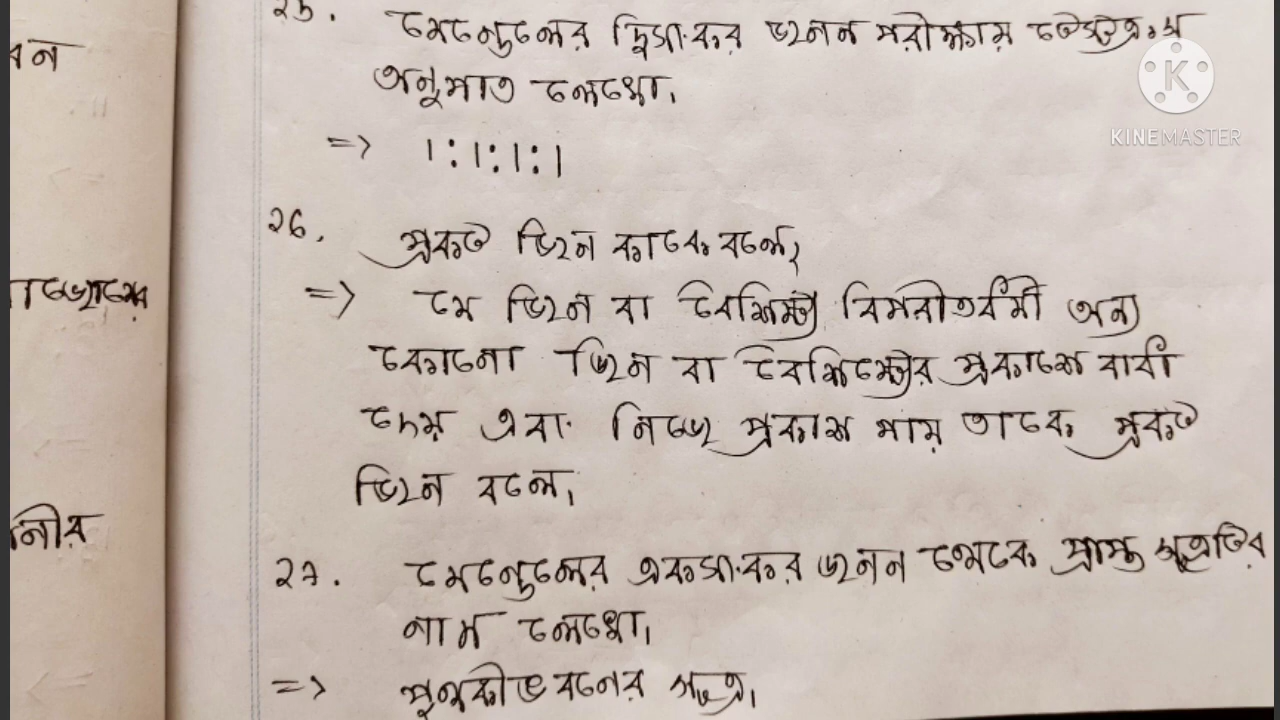 ২৫. মেন্ডেলের দ্বিসংকর জনন পরীক্ষায় টেস্টক্রস
অনুপাত লেখো।
=> ১:১:১:১
২৬. প্রকট জিন কাকে বলে?
=> যে জিন বা বৈশিষ্ট্য বিপরীতধর্মী অন্য
কোনো জিন বা বৈশিষ্ট্যের প্রকাশে বাধা
দেয় এবং নিজে প্রকাশ পায় তাকে প্রকট
জিন বলে।
২৭. মেন্ডেলের একসংকর জনন থেকে প্রাপ্ত সূত্রটির
নাম লেখো।
=> পৃথকীভবনের সূত্র।
KINEMASTER